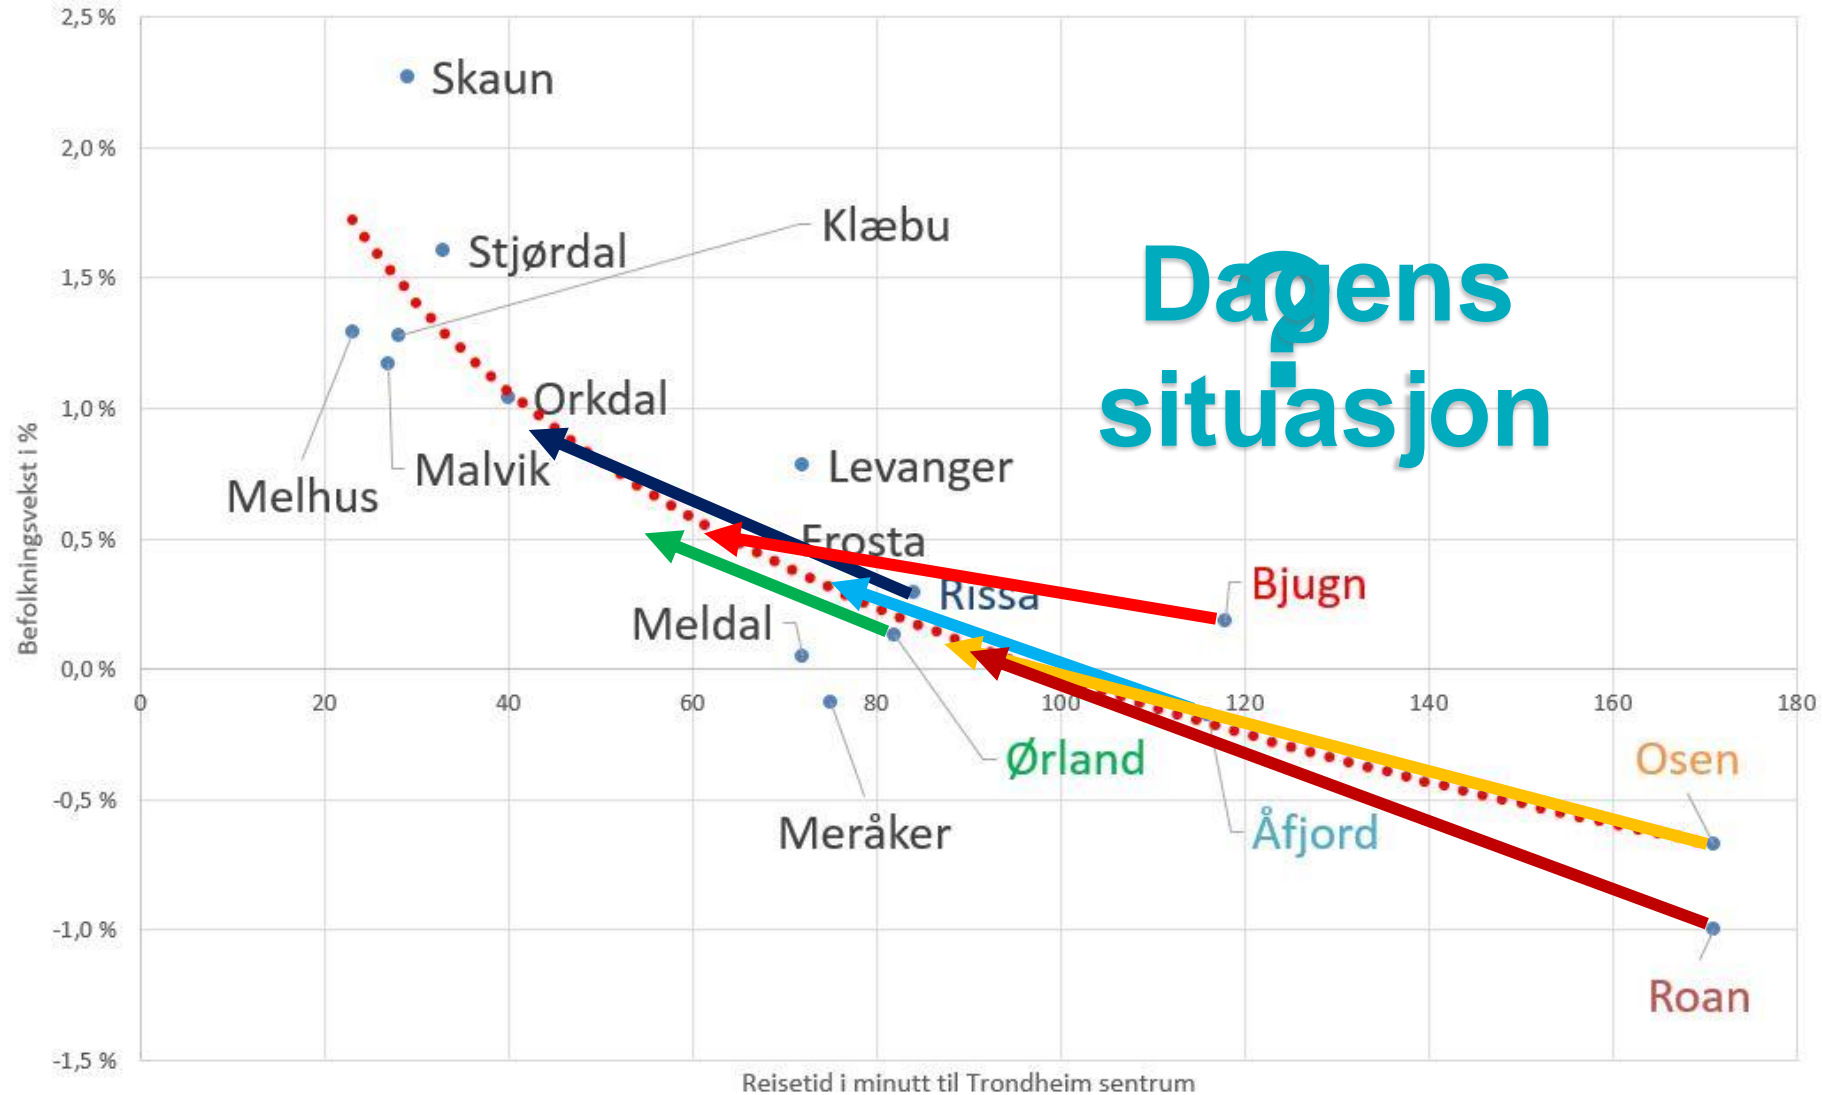 2,5 %
Skaun
2,0 %
Klæbu
Stjørdal
1,5 %
Dagens
?
situasjon
Orkdal
1,0 %
Malvik
Levanger
Melhus
Frosta
0,5 %
Bjugn
Rissa
Meldal
0,0 %
0 20 40 60 80 100 120 140 160 180
Ørland
Osen
-0,5 %
Meråker
Åfjord
-1,0 %
Roan
-1,5 %
Befolkningsvekst i %
Reisetid i minutt til Trondheim sentrum